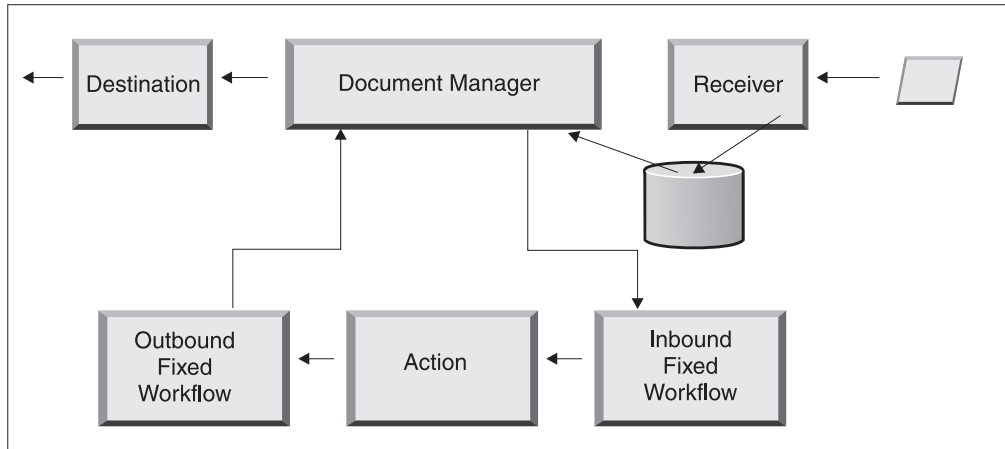 Destination
Document Manager
Receiver
Outbound
Fixed
Workflow
Action
Inbound
Fixed
Workflow